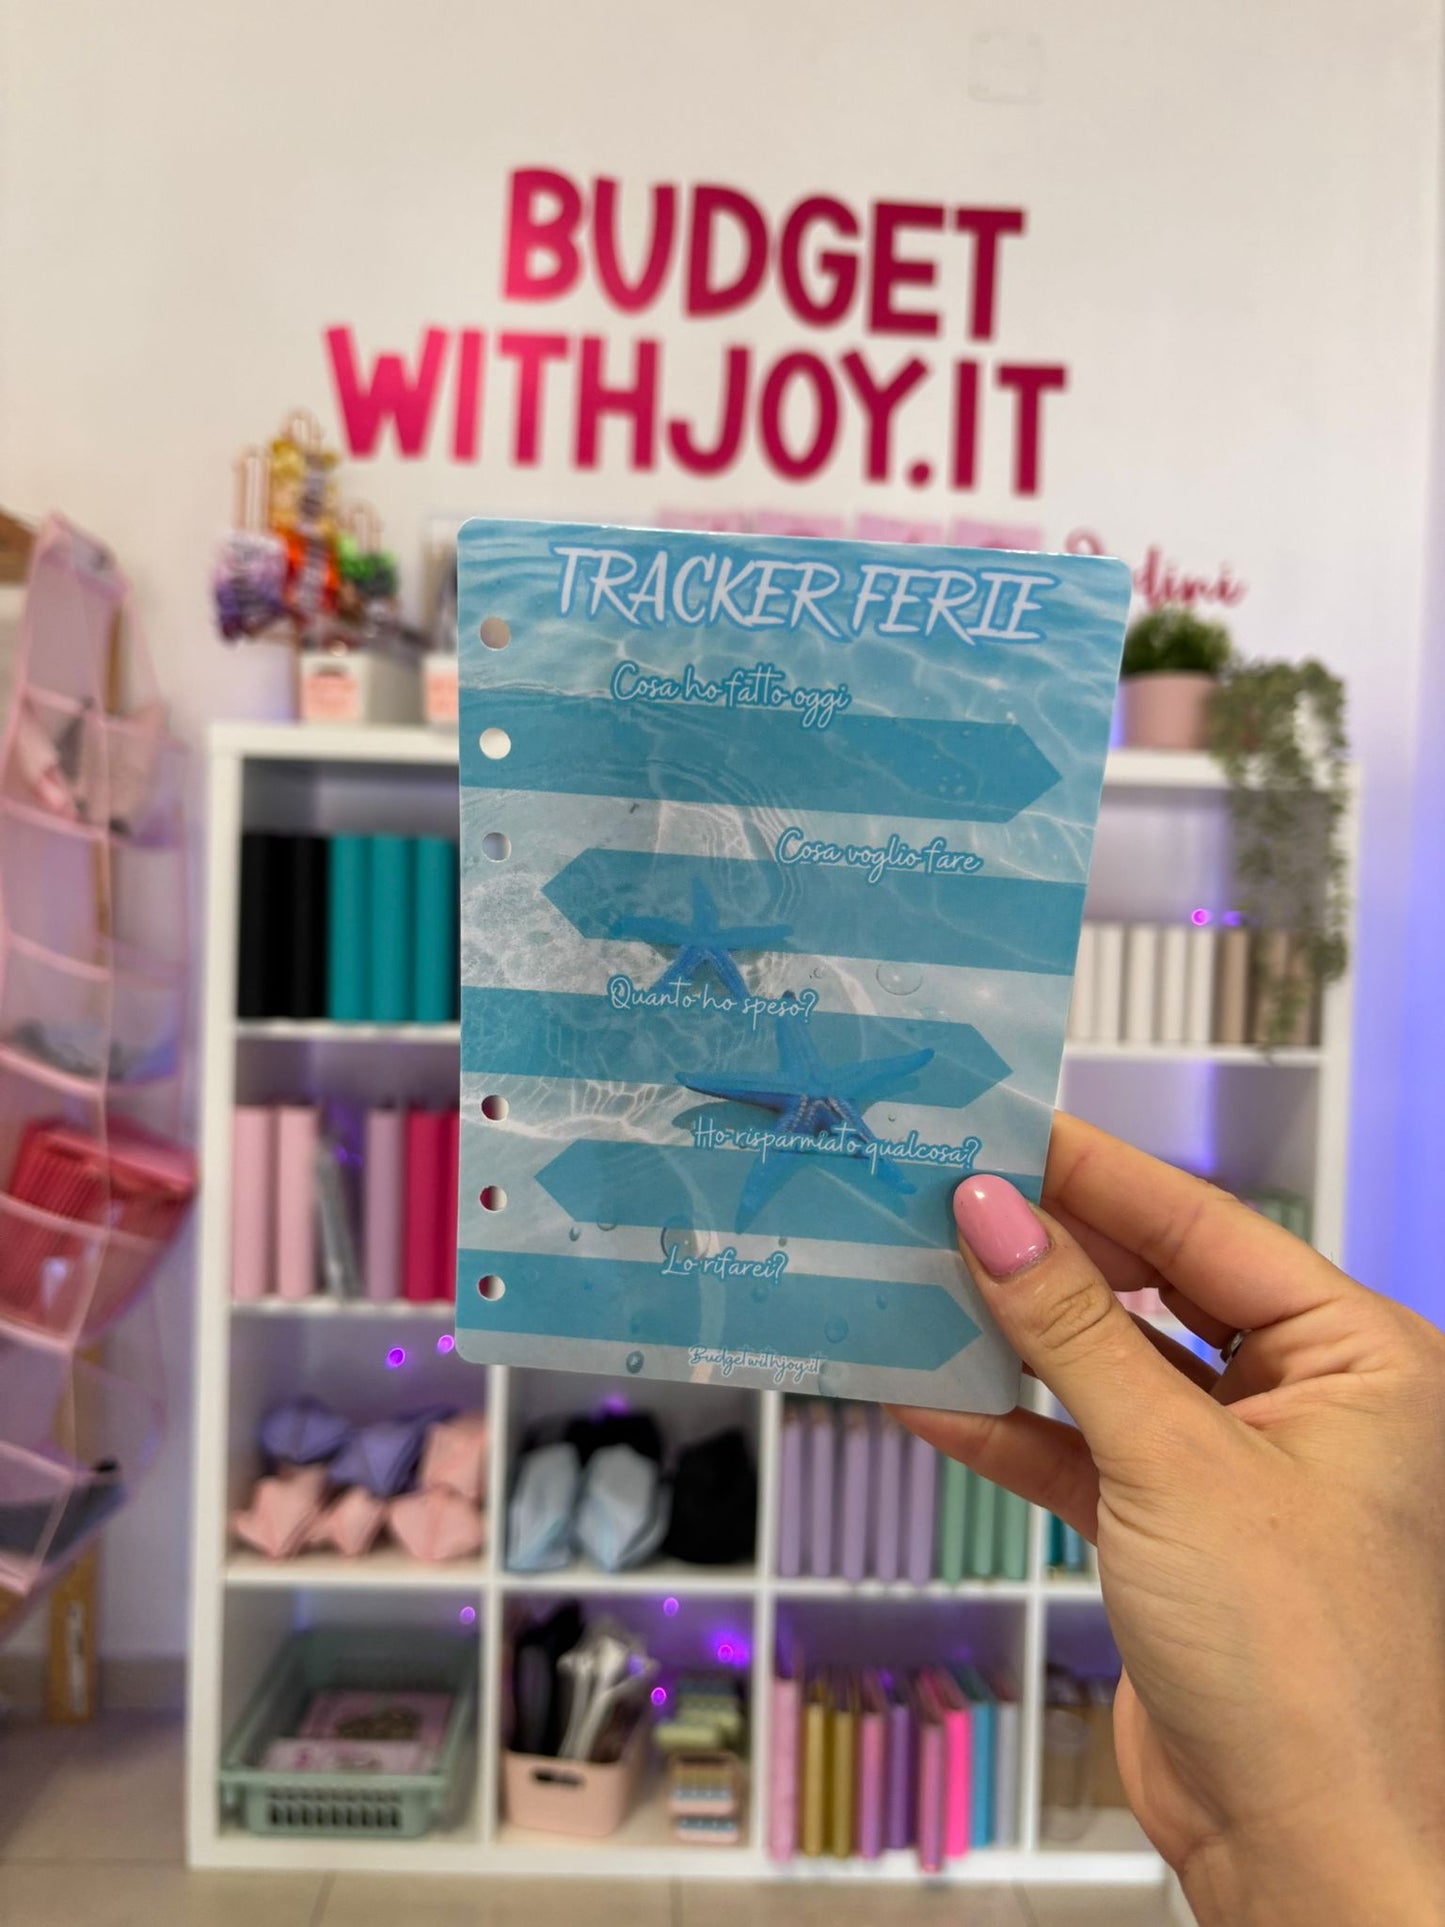 BUDGET
WITHJOY.IT
TRACKER FERIE
Cosa ho fatto oggi
Cosa voglio fare
Quanto ho speso?
Ho risparmiato qualcosa?
Lo rifarei?
Budgetwithjoy.it